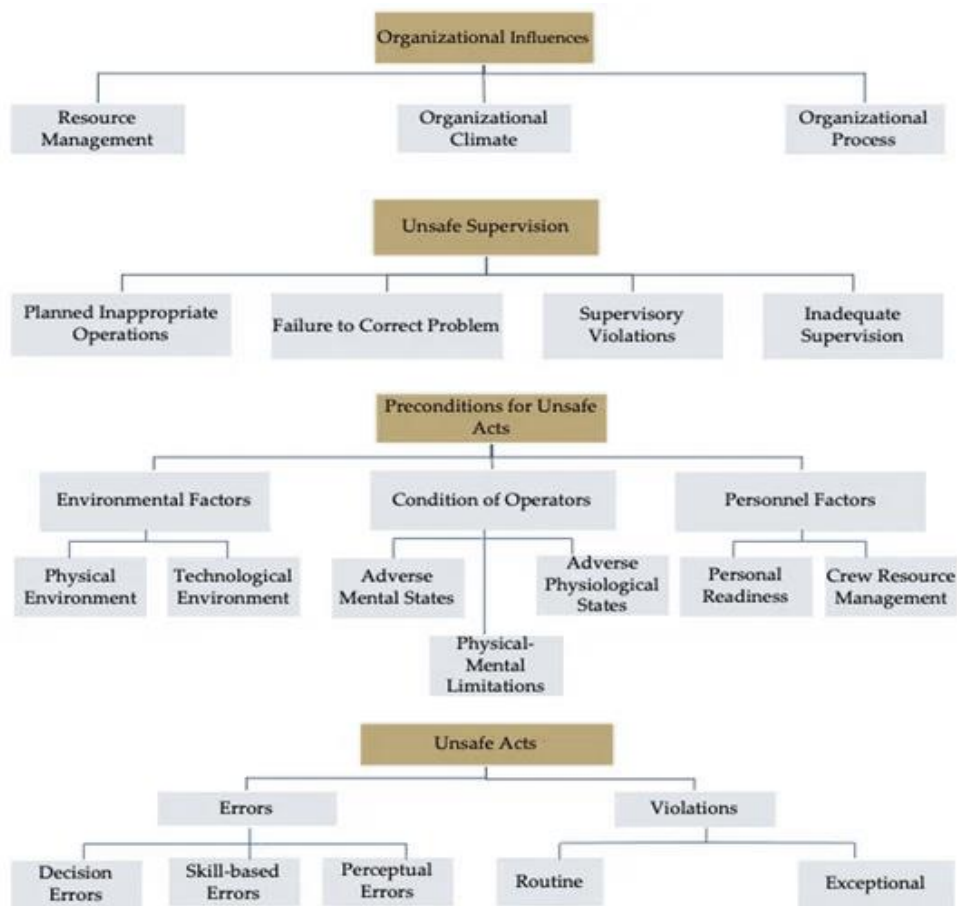 Organizational Influences
Resource
Management
Organizational
Climate
Organizational
Process
Unsafe Supervision
Planned Inappropriate
Operations
Failure to Correct Problem
Supervisory
Violations
Inadequate
Supervision
Preconditions for Unsafe
Acts
Environmental Factors
Condition of Operators
Personnel Factors
Physical
Environment
Technological
Environment
Adverse
Mental States
Physical-
Mental
Limitations
Adverse
Physiological
States
Personal
Readiness
Crew Resource
Management
Unsafe Acts
Errors
Violations
Decision
Errors
Skill-based
Errors
Perceptual
Errors
Routine
Exceptional